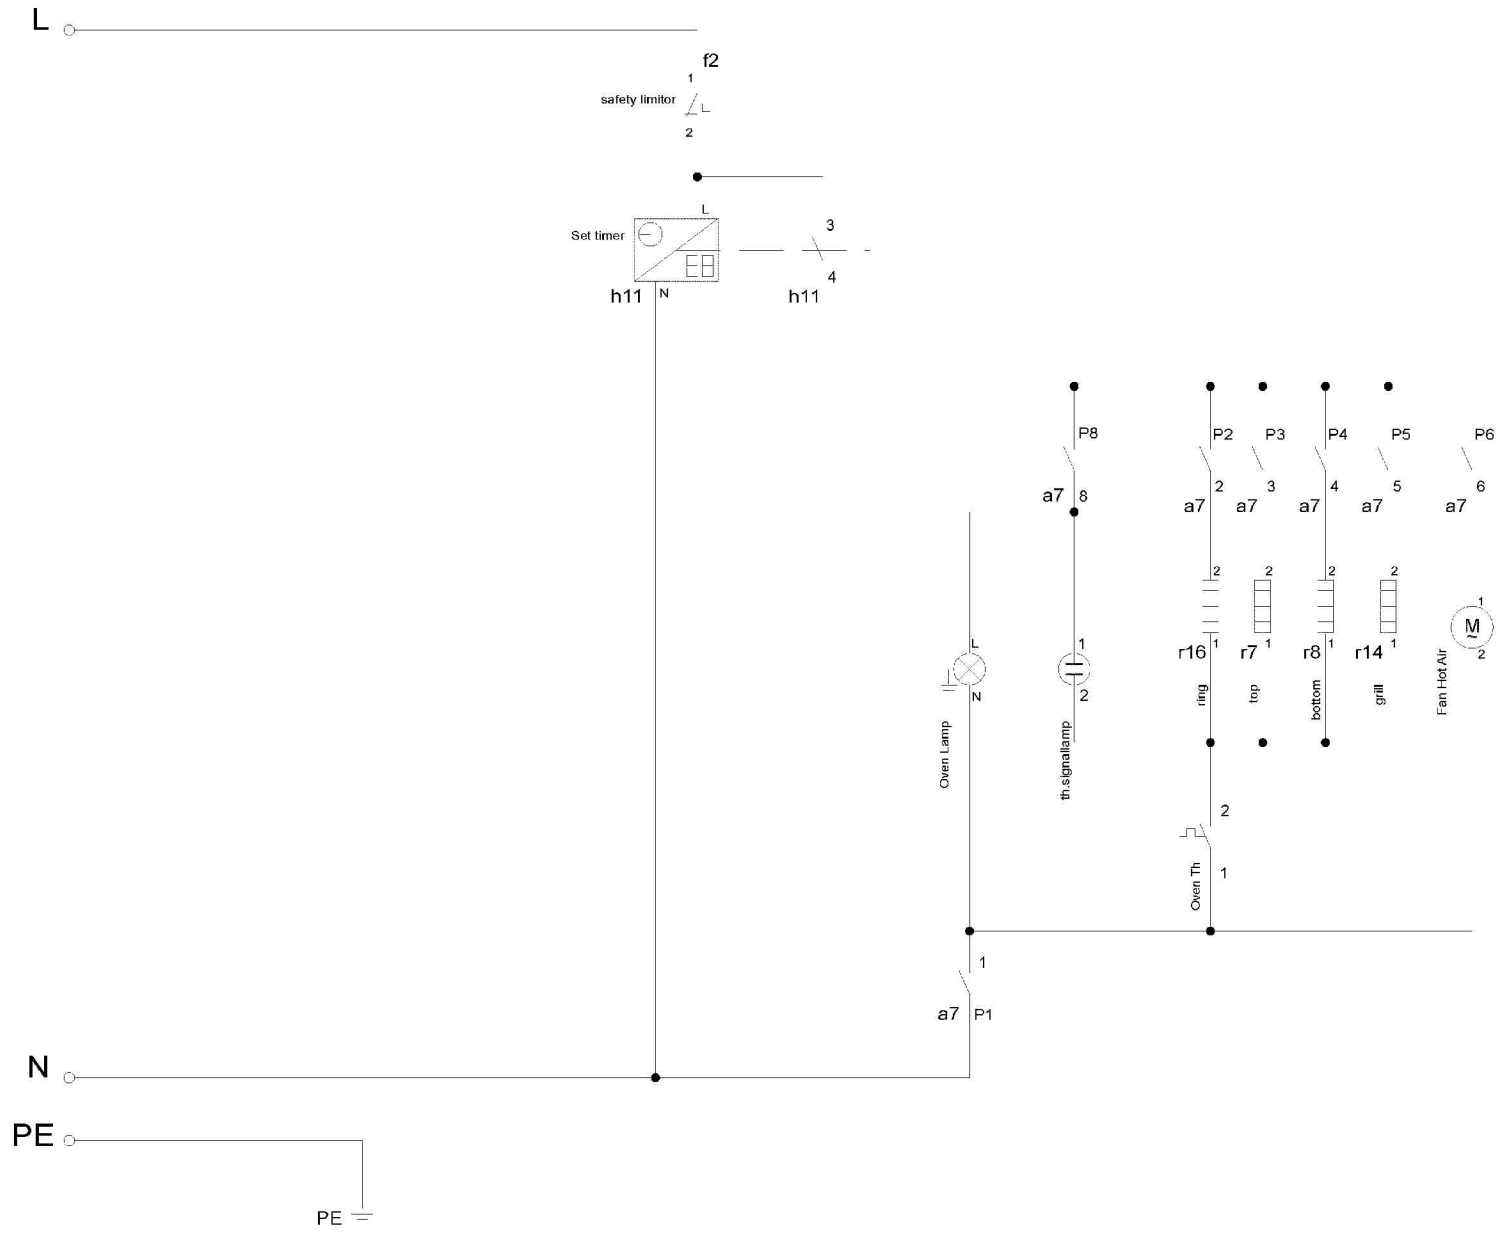 L
f2
1
safety limitor
L
2
L
Set timer
3
4
h11
N
h11
P8
P2
P3
P4
P5
P6
a7
8
2
3
4
5
6
a7
a7
a7
a7
a7
2
2
2
2
1
M
~
L
1
r16
1
r7
1
r8
1
r14
1
2
N
2
ring
top
bottom
grill
Fan Hot Air
Oven Lamp
th.signallamp
2
Oven Th
1
1
a7
P1
N
PE
PE